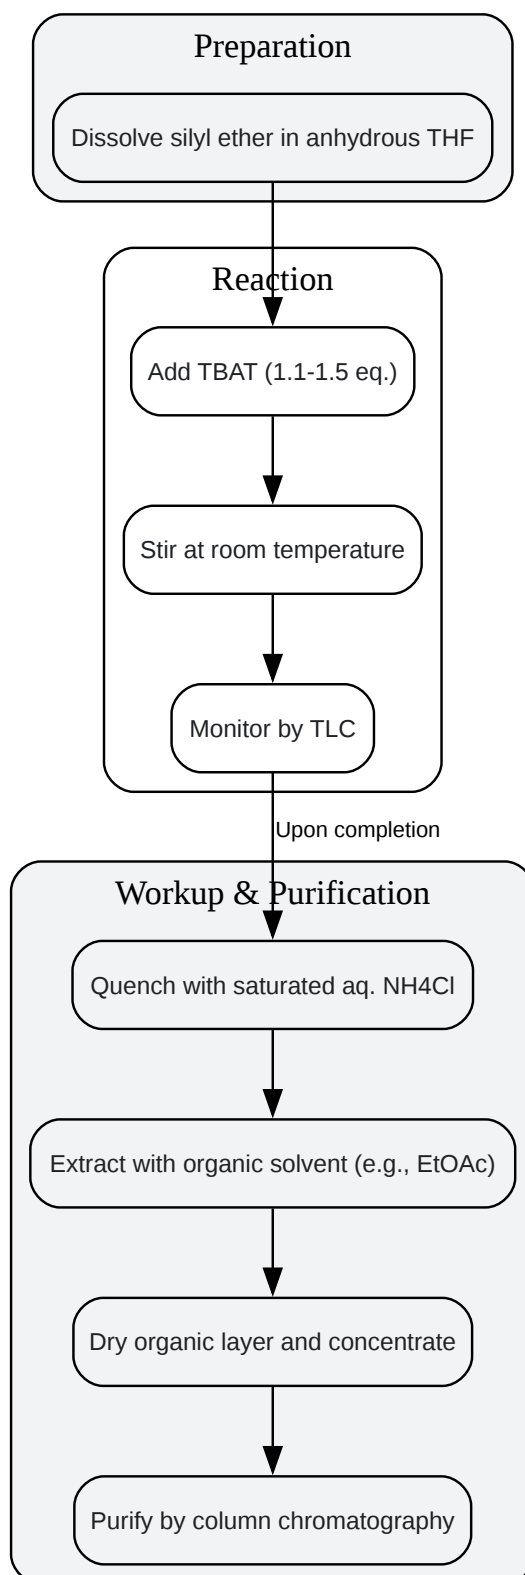 Preparation
Dissolve silyl ether in anhydrous THF
Reaction
Add TBAT (1.1-1.5 eq.)
Stir at room temperature
Monitor by TLC
Upon completion
Workup & Purification
Quench with saturated aq. NH4Cl
Extract with organic solvent (e.g., EtOAc)
Dry organic layer and concentrate
Purify by column chromatography